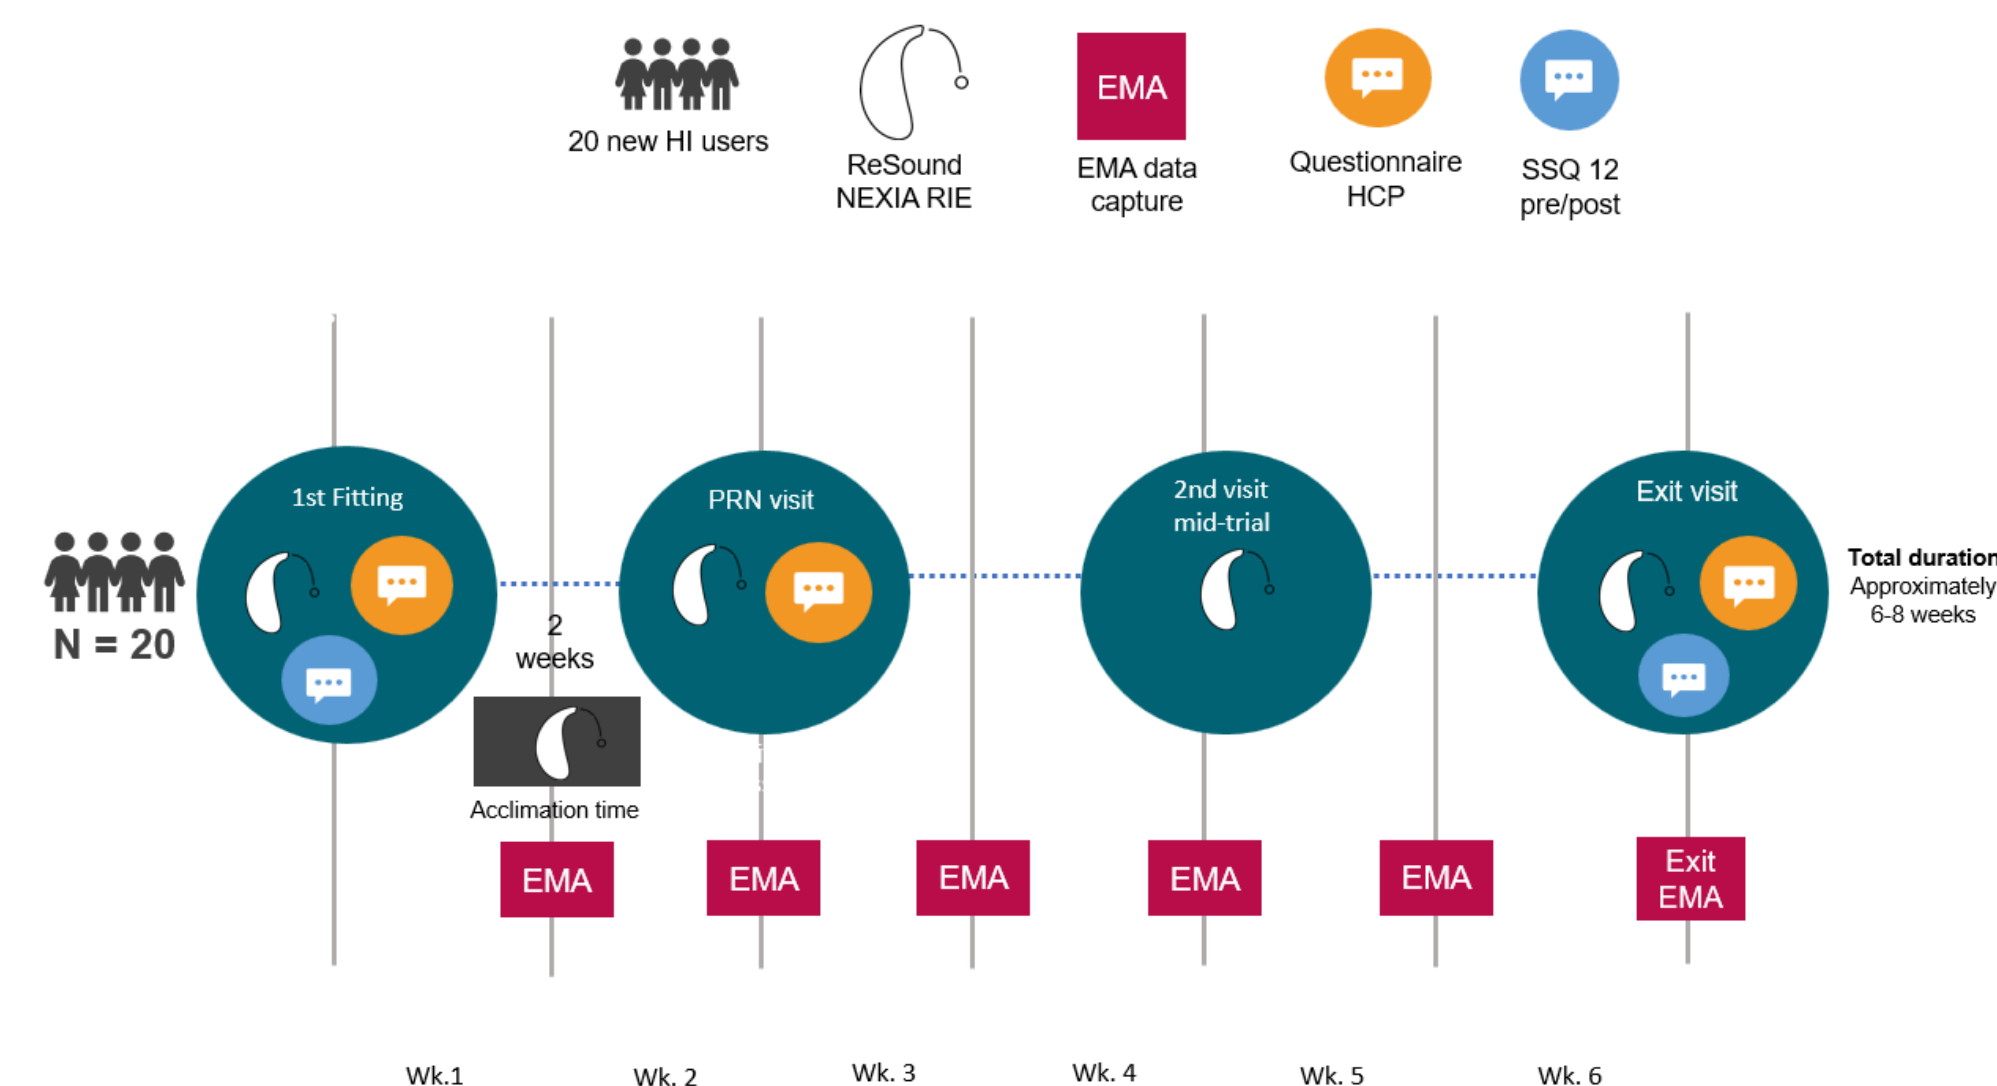 20 new HI users
ReSound
NEXIA RIE
EMA
EMA data
capture
Questionnaire
HCP
SSQ 12
pre/post
N = 20
1st Fitting
2
weeks
Acclimation time
PRN visit
2nd visit
mid-trial
Exit visit
Total duration
Approximately
6-8 weeks
EMA
EMA
EMA
EMA
EMA
Exit
EMA
Wk.1
Wk. 2
Wk. 3
Wk. 4
Wk. 5
Wk. 6